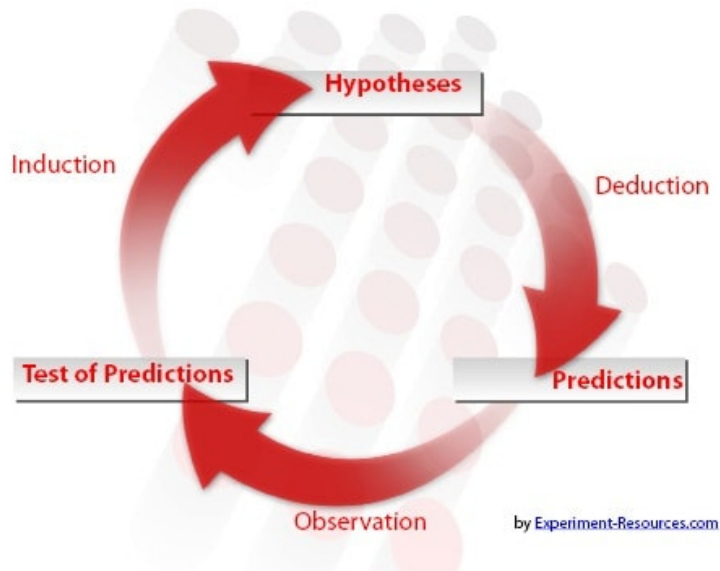 Hypotheses
Induction
Deduction
Test of Predictions
Predictions
Observation
by Experiment-Resources.com